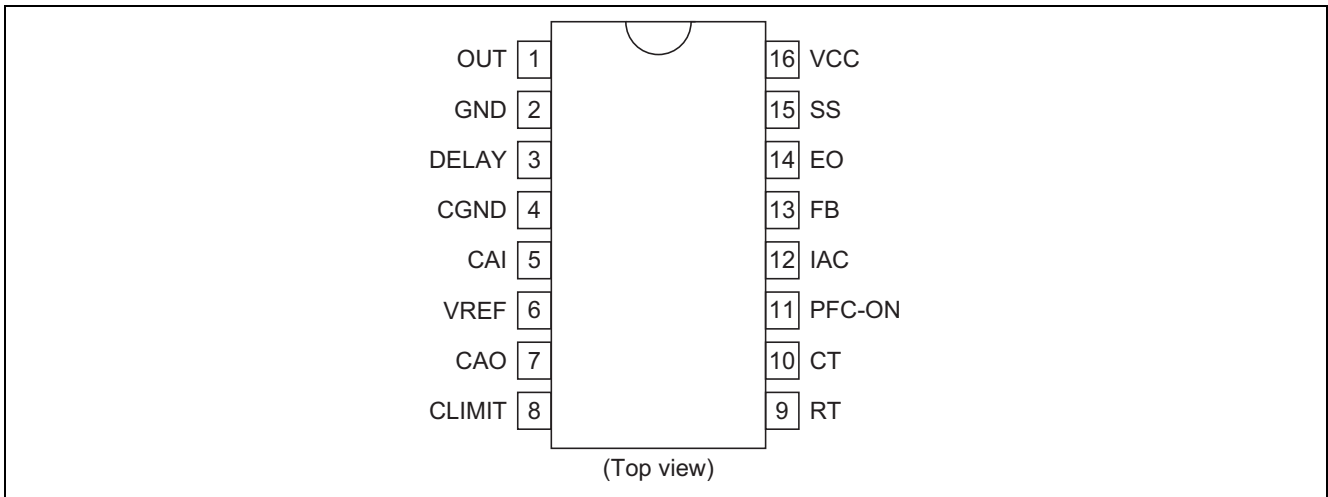 OUT 1 16 VCC
GND 2 15 SS
DELAY 3 14 EO
CGND 4 13 FB
CAI 5 12 IAC
VREF 6 11 PFC-ON
CAO 7 10 CT
CLIMIT 8 9 RT
(Top view)